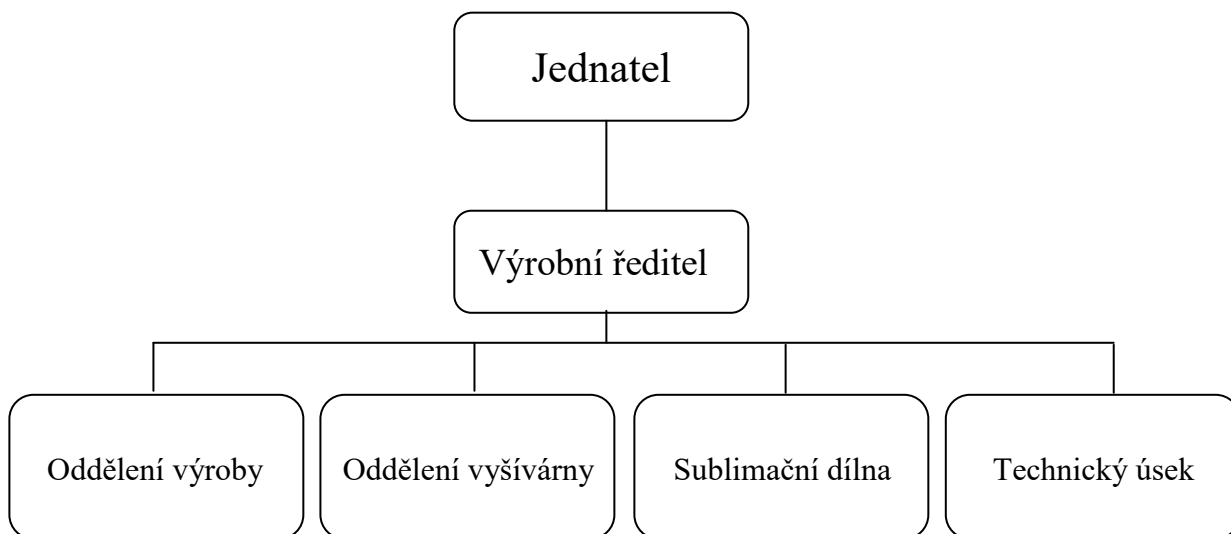 Jednatel
Výrobní ředitel
Oddělení výroby
Oddělení vyšívárny
Sublimační dílna
Technický úsek